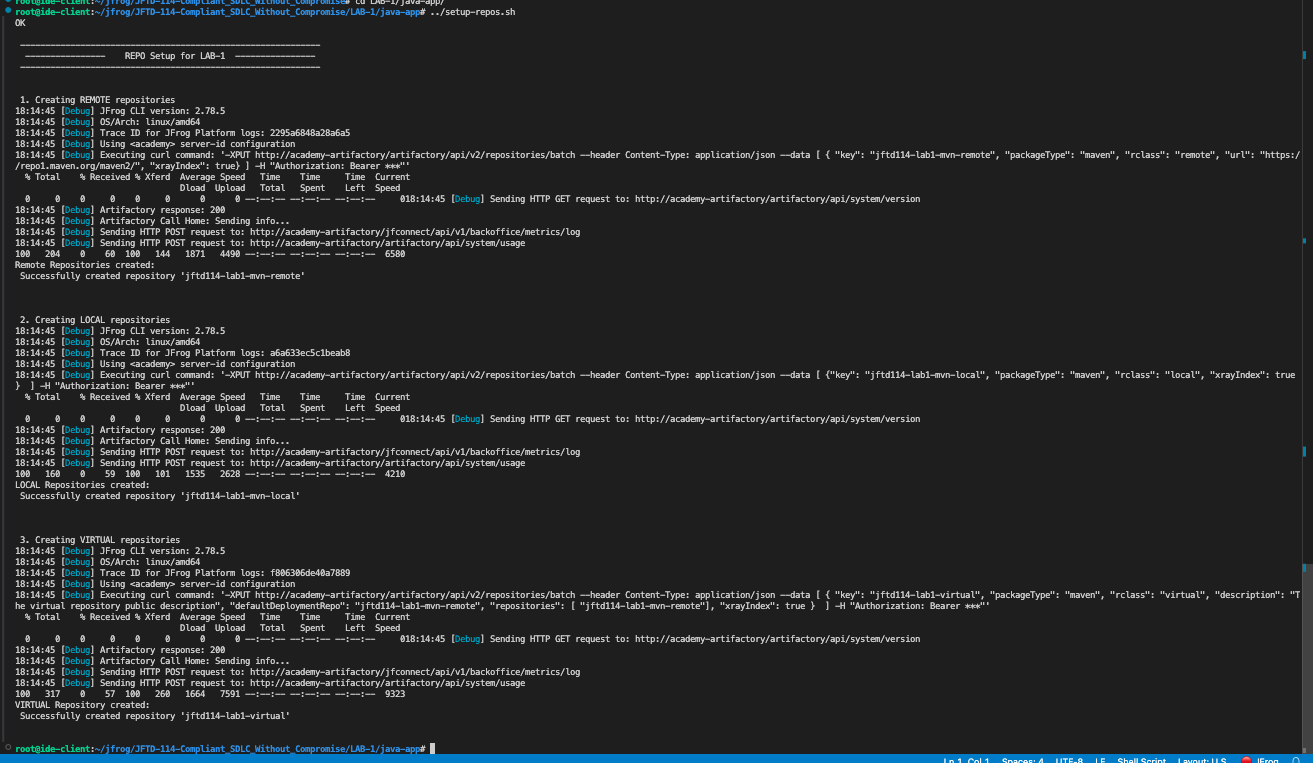 root@ide-client:~/jfrog/JFTD-114-Compliant_SDLC_Without_Compromise# cd LAB-1/java-app/
root@ide-client:~/jfrog/JFTD-114-Compliant_SDLC_Without_Compromise/LAB-1/java-app# ../setup-repos.sh
OK
------------------------------------------------------------
---------------- REPO Setup for LAB-1 ----------------
------------------------------------------------------------
1. Creating REMOTE repositories
18:14:45 [Debug] JFrog CLI version: 2.78.5
18:14:45 [Debug] OS/Arch: linux/amd64
18:14:45 [Debug] Trace ID for JFrog Platform logs: 2295a6848a28a6a5
18:14:45 [Debug] Using <academy> server-id configuration
18:14:45 [Debug] Executing curl command: '-XPUT http://academy-artifactory/artifactory/api/v2/repositories/batch --header Content-Type: application/json --data [ { "key": "jftd114-lab1-mvn-remote", "packageType": "maven", "rclass": "remote", "url": "https:/
/repo1.maven.org/maven2/", "xrayIndex": true} ] -H "Authorization: Bearer ***"'
% Total % Received % Xferd Average Speed Time Time Time Current
Dload Upload Total Spent Left Speed
0 0 0 0 0 0 0 0 --:--:-- --:--:-- --:--:-- 018:14:45 [Debug] Sending HTTP GET request to: http://academy-artifactory/artifactory/api/system/version
18:14:45 [Debug] Artifactory response: 200
18:14:45 [Debug] Artifactory Call Home: Sending info...
18:14:45 [Debug] Sending HTTP POST request to: http://academy-artifactory/jfconnect/api/v1/backoffice/metrics/log
18:14:45 [Debug] Sending HTTP POST request to: http://academy-artifactory/artifactory/api/system/usage
100 204 0 60 100 144 1871 4490 --:--:-- --:--:-- --:--:-- 6580
Remote Repositories created:
Successfully created repository 'jftd114-lab1-mvn-remote'
2. Creating LOCAL repositories
18:14:45 [Debug] JFrog CLI version: 2.78.5
18:14:45 [Debug] OS/Arch: linux/amd64
18:14:45 [Debug] Trace ID for JFrog Platform logs: a6a633ec5c1beab8
18:14:45 [Debug] Using <academy> server-id configuration
18:14:45 [Debug] Executing curl command: '-XPUT http://academy-artifactory/artifactory/api/v2/repositories/batch --header Content-Type: application/json --data [ {"key": "jftd114-lab1-mvn-local", "packageType": "maven", "rclass": "local", "xrayIndex": true
} ] -H "Authorization: Bearer ***"'
% Total % Received % Xferd Average Speed Time Time Time Current
Dload Upload Total Spent Left Speed
0 0 0 0 0 0 0 0 --:--:-- --:--:-- --:--:-- 018:14:45 [Debug] Sending HTTP GET request to: http://academy-artifactory/artifactory/api/system/version
18:14:45 [Debug] Artifactory response: 200
18:14:45 [Debug] Artifactory Call Home: Sending info...
18:14:45 [Debug] Sending HTTP POST request to: http://academy-artifactory/jfconnect/api/v1/backoffice/metrics/log
18:14:45 [Debug] Sending HTTP POST request to: http://academy-artifactory/artifactory/api/system/usage
100 160 0 59 100 101 1535 2628 --:--:-- --:--:-- --:--:-- 4210
LOCAL Repositories created:
Successfully created repository 'jftd114-lab1-mvn-local'
3. Creating VIRTUAL repositories
18:14:45 [Debug] JFrog CLI version: 2.78.5
18:14:45 [Debug] OS/Arch: linux/amd64
18:14:45 [Debug] Trace ID for JFrog Platform logs: f806306de40a7889
18:14:45 [Debug] Using <academy> server-id configuration
18:14:45 [Debug] Executing curl command: '-XPUT http://academy-artifactory/artifactory/api/v2/repositories/batch --header Content-Type: application/json --data [ { "key": "jftd114-lab1-virtual", "packageType": "maven", "rclass": "virtual", "description": "T
he virtual repository public description", "defaultDeploymentRepo": "jftd114-lab1-mvn-remote", "repositories": [ "jftd114-lab1-mvn-remote"], "xrayIndex": true } ] -H "Authorization: Bearer ***"'
% Total % Received % Xferd Average Speed Time Time Time Current
Dload Upload Total Spent Left Speed
0 0 0 0 0 0 0 0 --:--:-- --:--:-- --:--:-- 018:14:45 [Debug] Sending HTTP GET request to: http://academy-artifactory/artifactory/api/system/version
18:14:45 [Debug] Artifactory response: 200
18:14:45 [Debug] Artifactory Call Home: Sending info...
18:14:45 [Debug] Sending HTTP POST request to: http://academy-artifactory/jfconnect/api/v1/backoffice/metrics/log
18:14:45 [Debug] Sending HTTP POST request to: http://academy-artifactory/artifactory/api/system/usage
100 317 0 57 100 260 1664 7591 --:--:-- --:--:-- --:--:-- 9323
VIRTUAL Repository created:
Successfully created repository 'jftd114-lab1-virtual'
root@ide-client:~/jfrog/JFTD-114-Compliant_SDLC_Without_Compromise/LAB-1/java-app#
Ln 1, Col 1 Spaces: 4 UTF-8 LF Shell Script Layout: U.S. JFrog